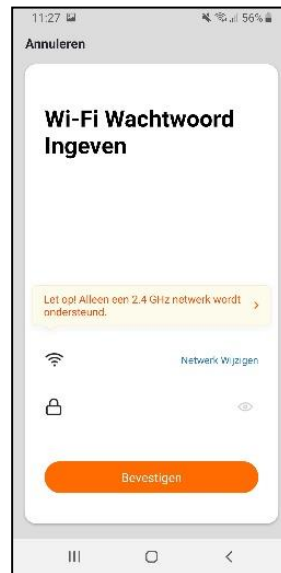 11:27 56%
Annuleren
Wi-Fi Wachtwoord
Ingeven
Let op! Alleen een 2.4 GHz netwerk wordt
ondersteund.
Netwerk Wijzigen
Bevestigen